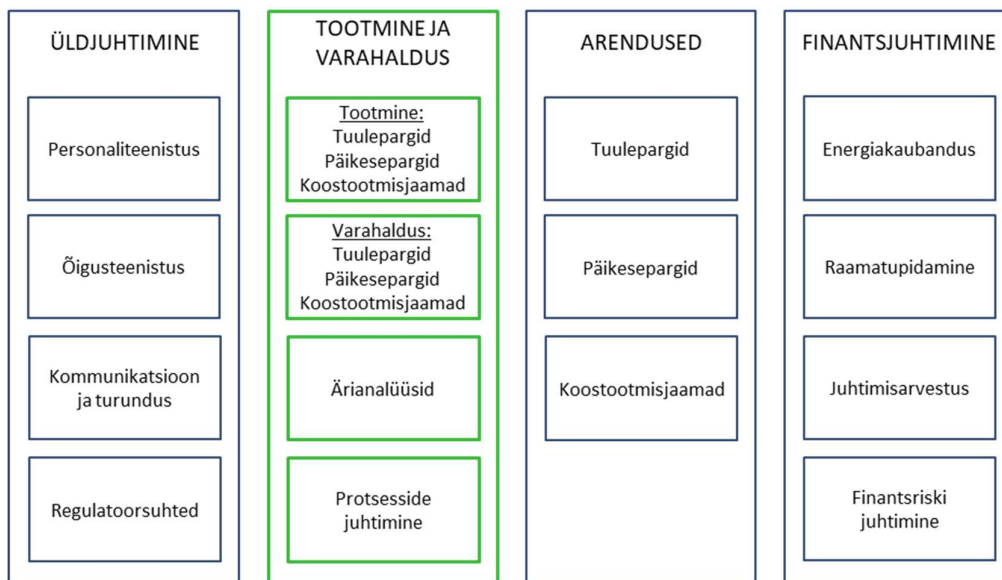 ÜLDJUHTIMINE
Personaliteenistus
Õigusteenistus
Kommunikatsioon
ja turundus
Regulatoorsuhted
TOOTMINE JA
VARAHALDUS
Tootmine:
Tuulepargid
Päikesepargid
Koostootmisjaamad
Varahaldus:
Tuulepargid
Päikesepargid
Koostootmisjaamad
Ärianalüüsid
Protsesside
juhtimine
ARENDUSED
Tuulepargid
Päikesepargid
Koostootmisjaamad
FINANTSJUHTIMINE
Energiakaubandus
Raamatupidamine
Juhtimisarvestus
Finantsriski
juhtimine